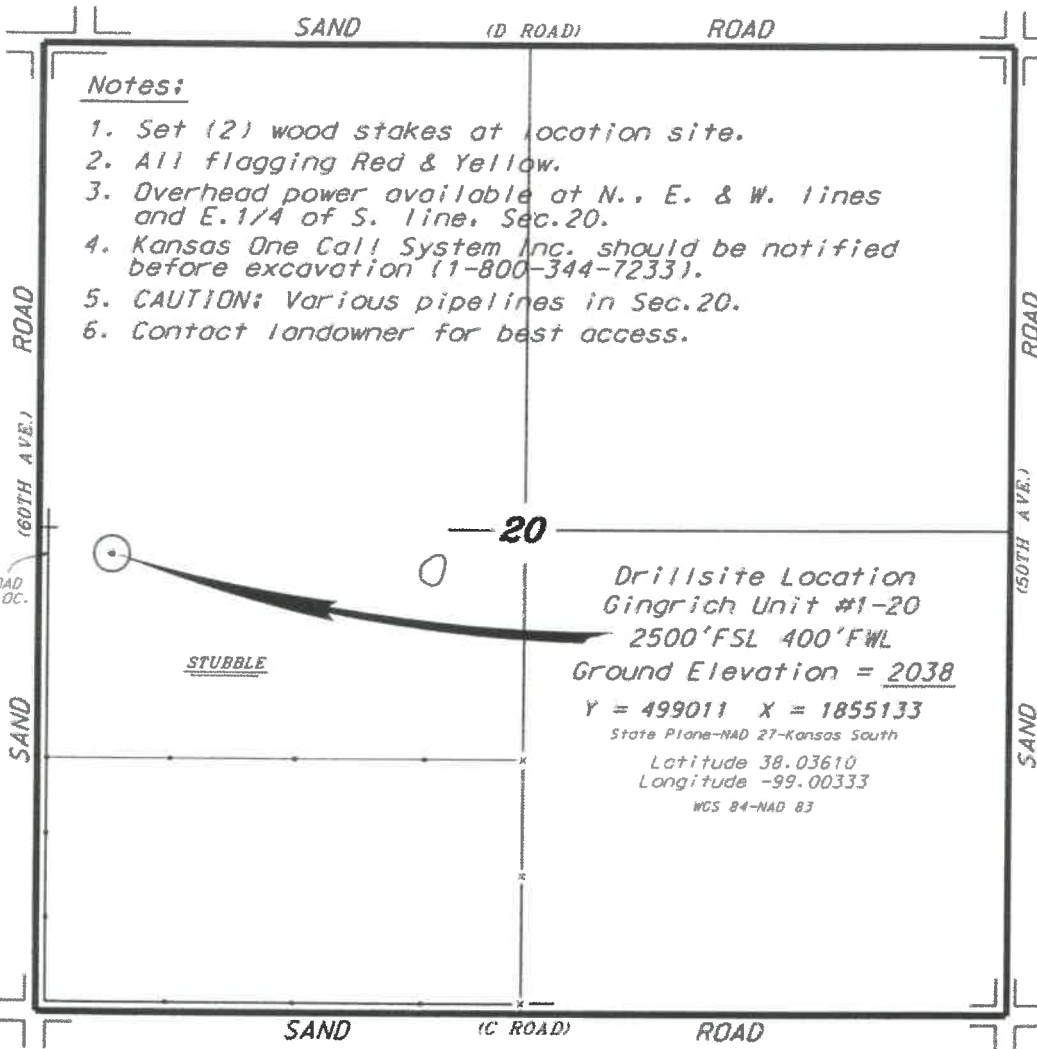 SAND (D ROAD) ROAD
Notes:
1. Set (2) wood stakes at location site.
2. All flagging Red & Yellow.
3. Overhead power available at N., E. & W. lines
and E.1/4 of S. line, Sec.20.
4. Kansas One Call System Inc. should be notified
before excavation (1-800-344-7233).
5. CAUTION: Various pipelines in Sec.20.
6. Contact landowner for best access.
ROAD
(60TH AVE.)
SAND
ROAD
(50TH AVE.)
SAND
20
OC.
STUBBLE
Drillsite Location
Gingrich Unit #1-20
2500'FSL 400'FWL
Ground Elevation = 2038
Y = 499011 X = 1855133
State Plane-NAD 27-Kansas South
Latitude 38.03610
Longitude -99.00333
WGS 84-NAD 83
SAND (C ROAD) ROAD